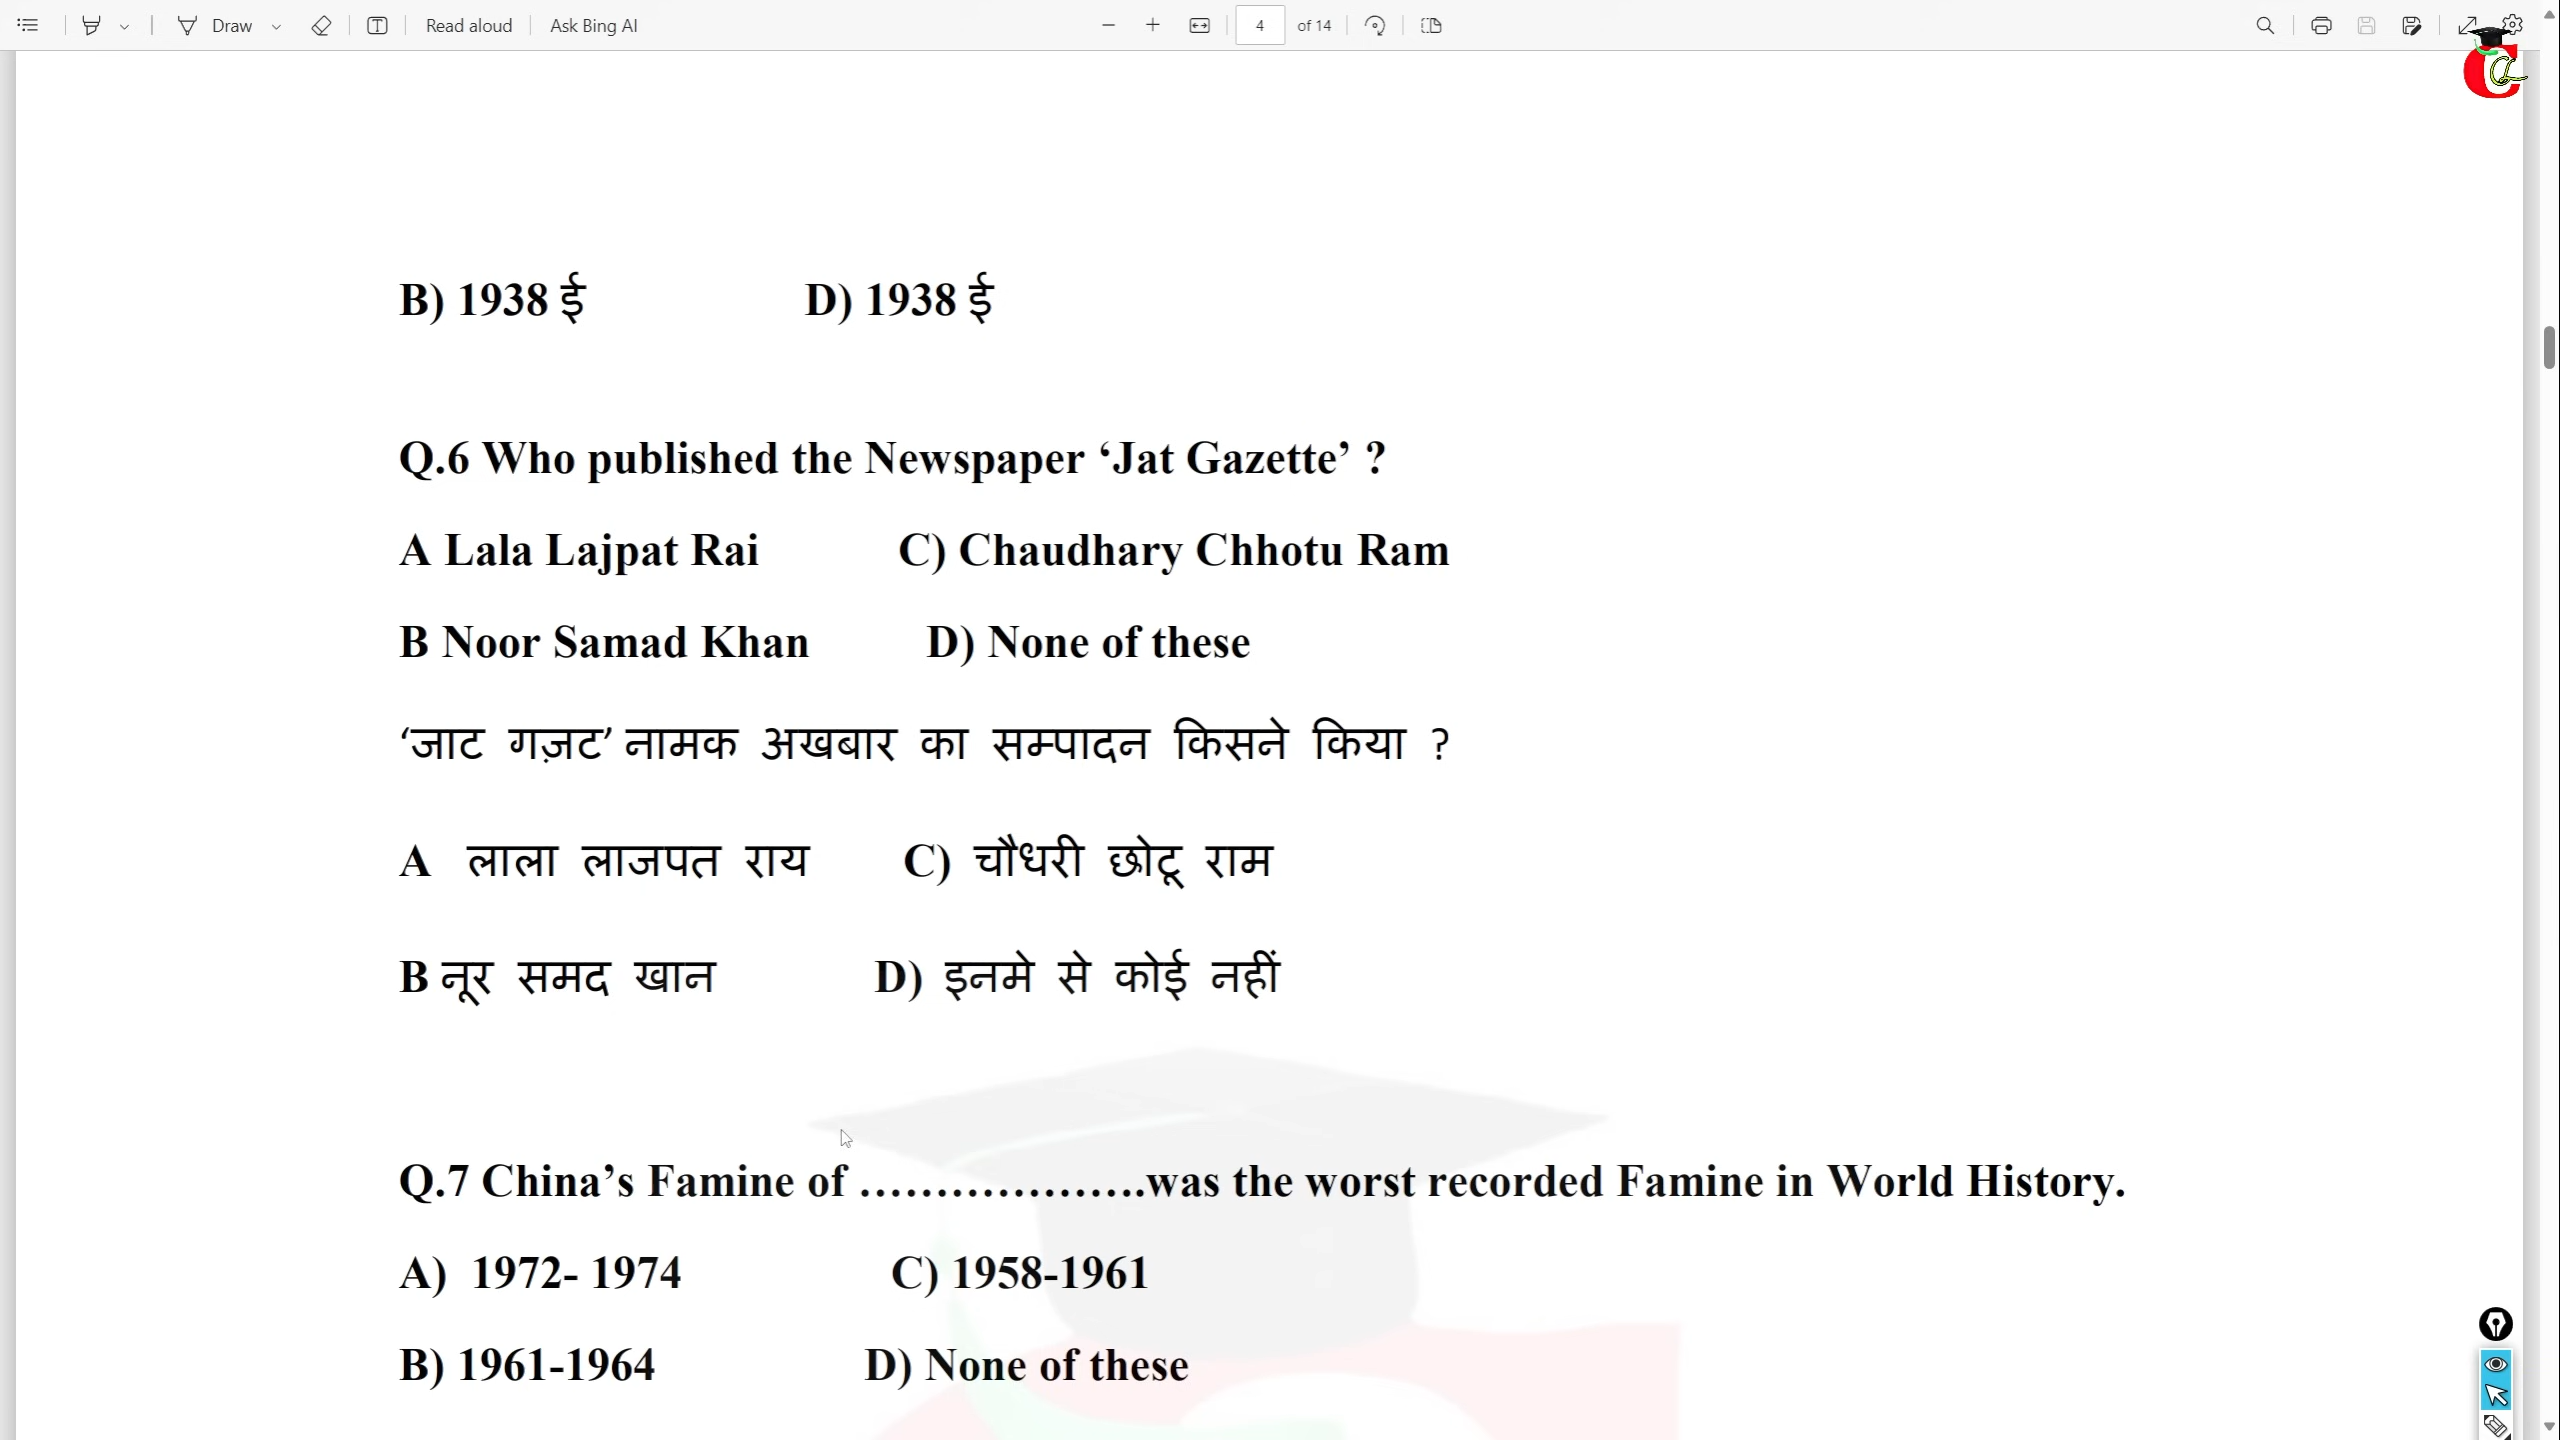 Draw Read aloud Ask Bing AI 4 of 14
B) 1938 ई D) 1938 ई
Q.6 Who published the Newspaper ‘Jat Gazette’ ?
A Lala Lajpat Rai C) Chaudhary Chhotu Ram
B Noor Samad Khan D) None of these
‘जाट गज़ट’ नामक अखबार का सम्पादन किसने किया ?
A लाला लाजपत राय C) चौधरी छोटू राम
B नूर समद खान D) इनमे से कोई नहीं
Q.7 China’s Famine of ………………….was the worst recorded Famine in World History.
A) 1972- 1974 C) 1958-1961
B) 1961-1964 D) None of these